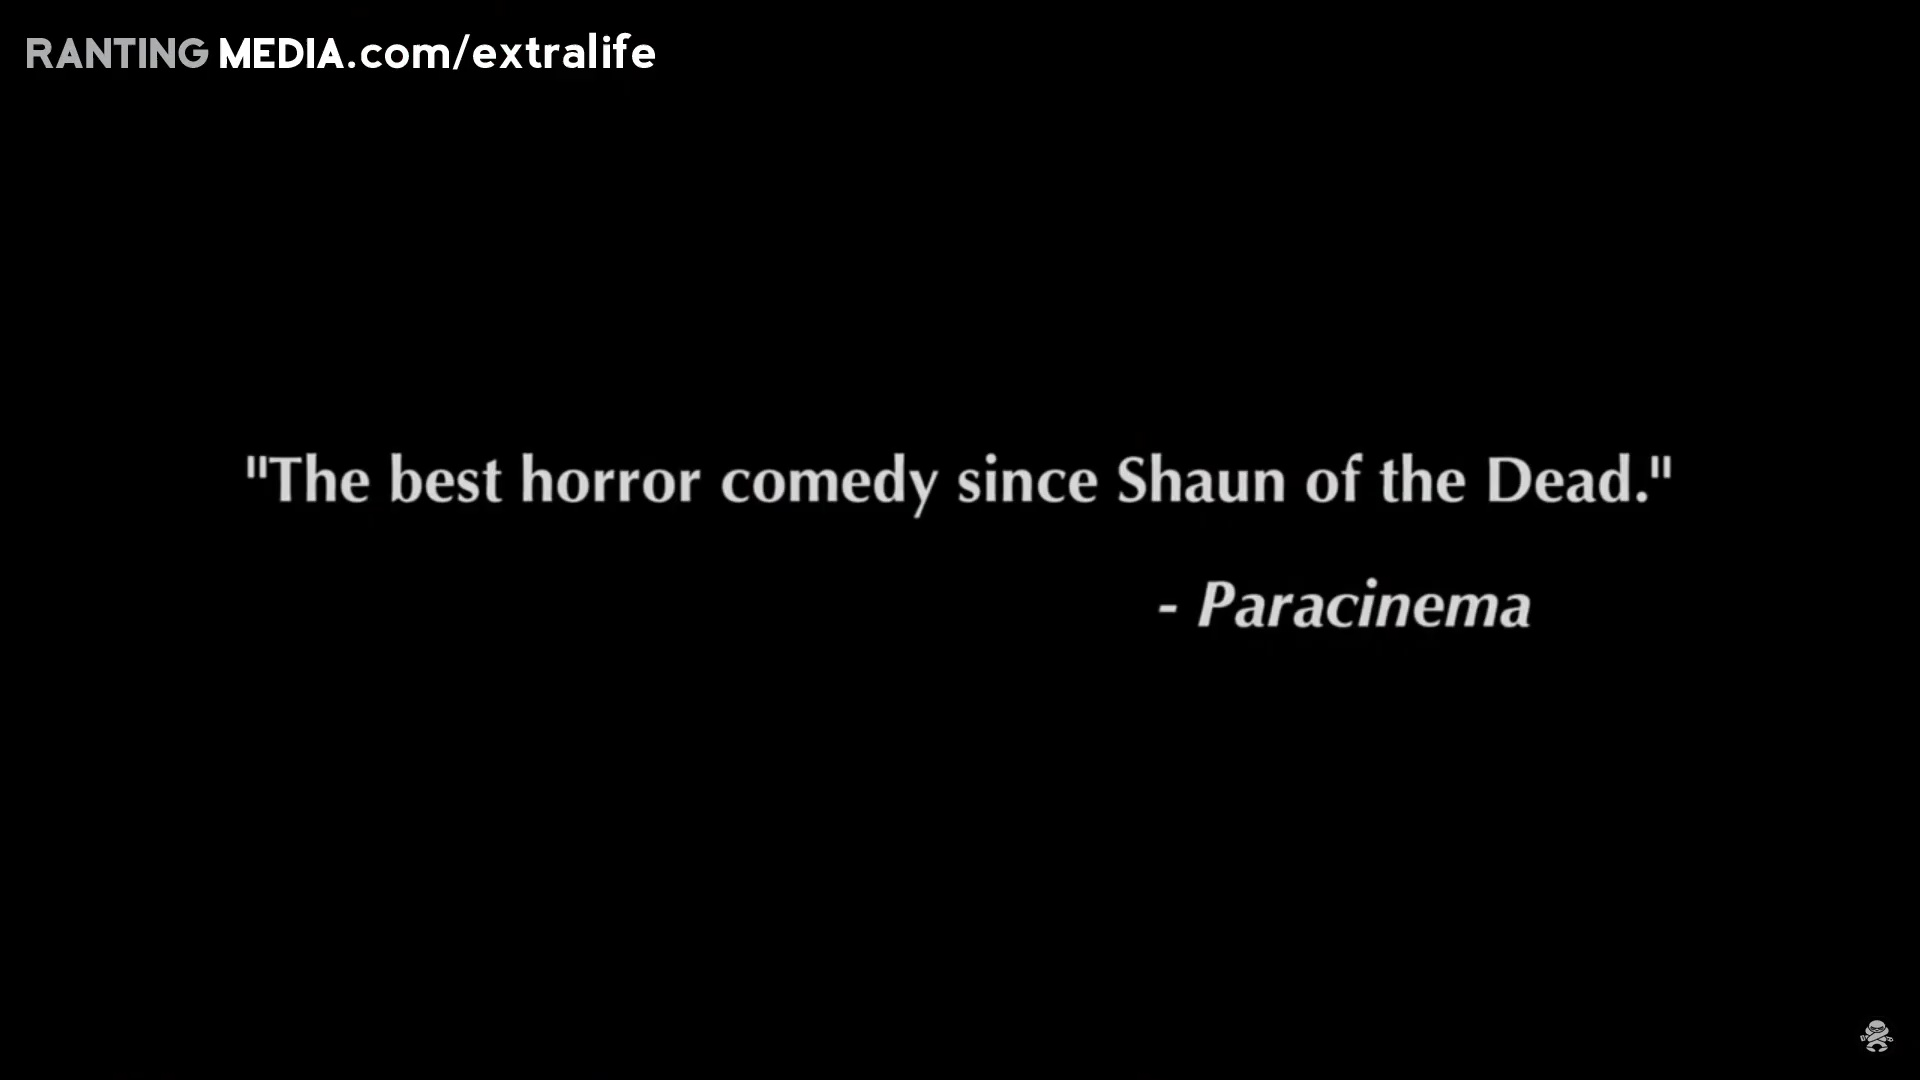 RANTING MEDIA.com/extralife
"The best horror comedy since Shaun of the Dead."
- Paracinema